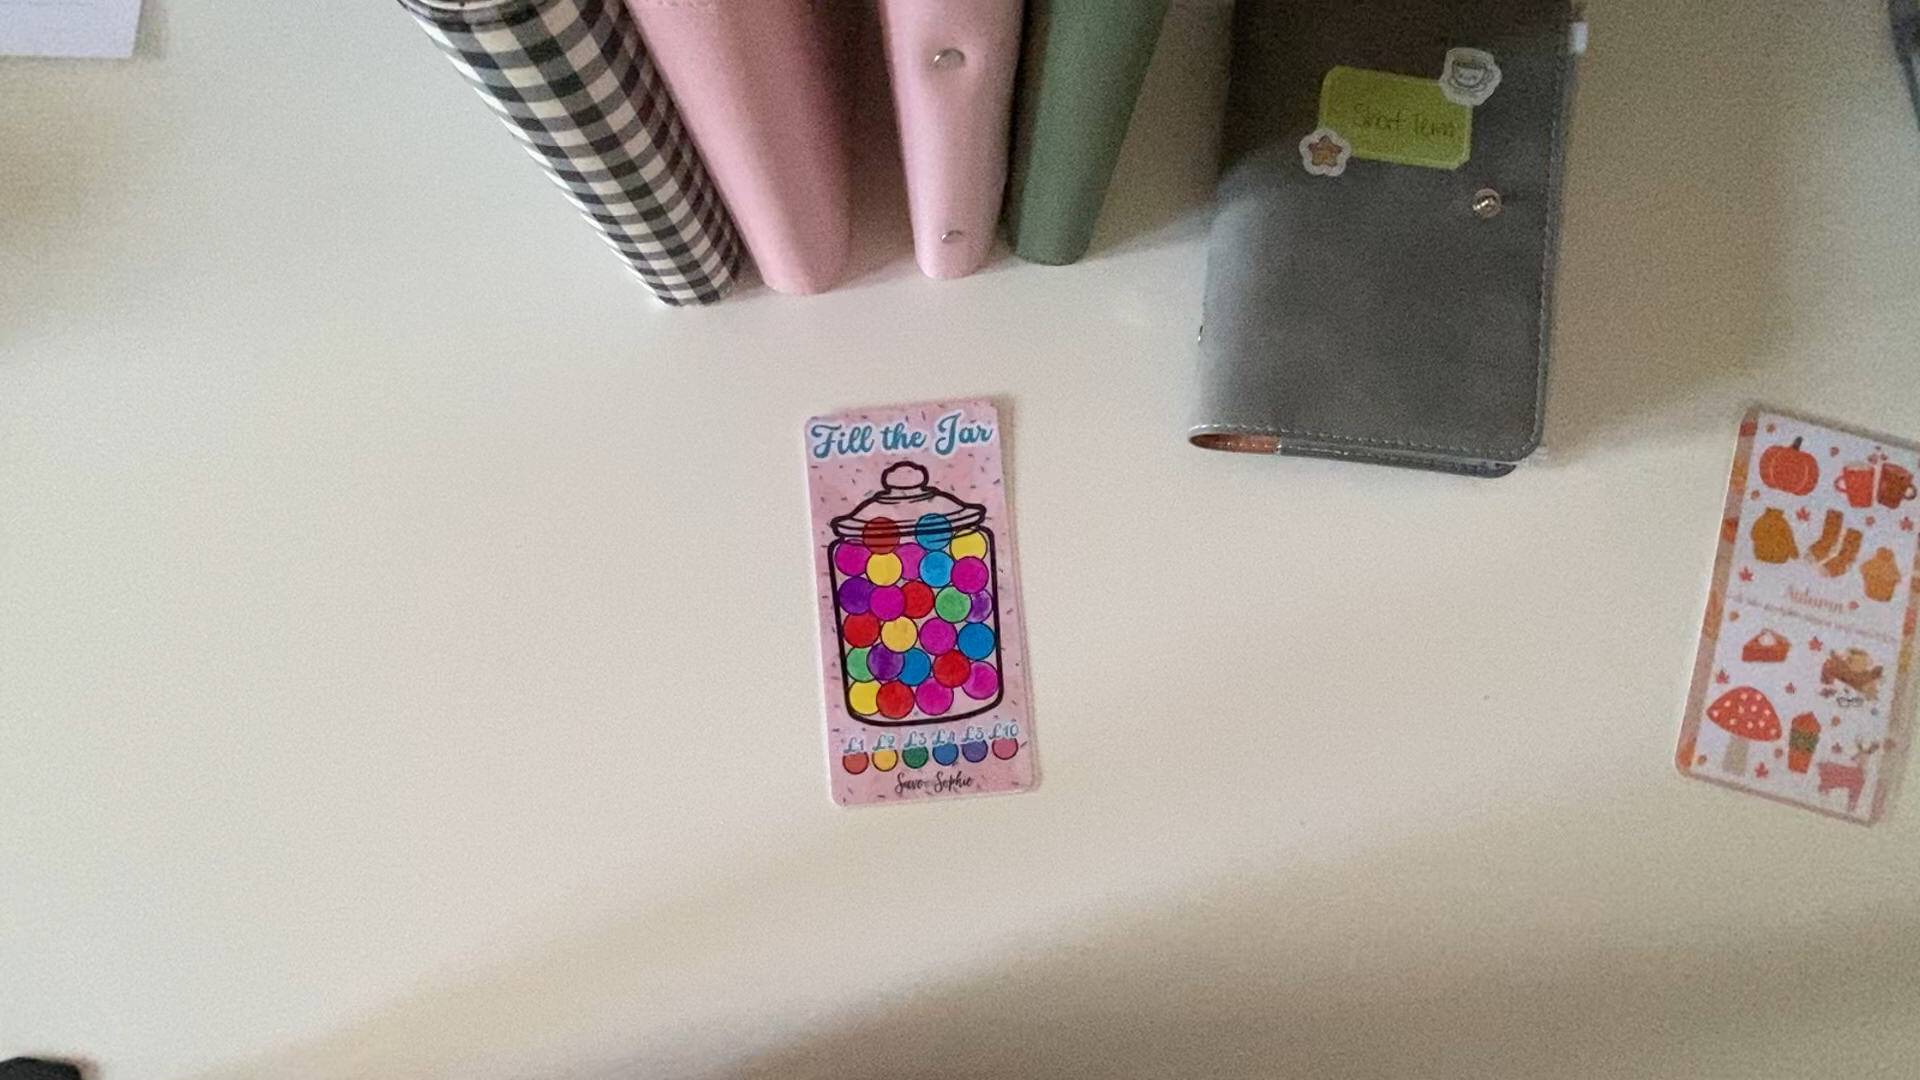 Short Term
Fill the Jar
£1 £2 £3 £4 £5 £10
Save Sophie
Autumn